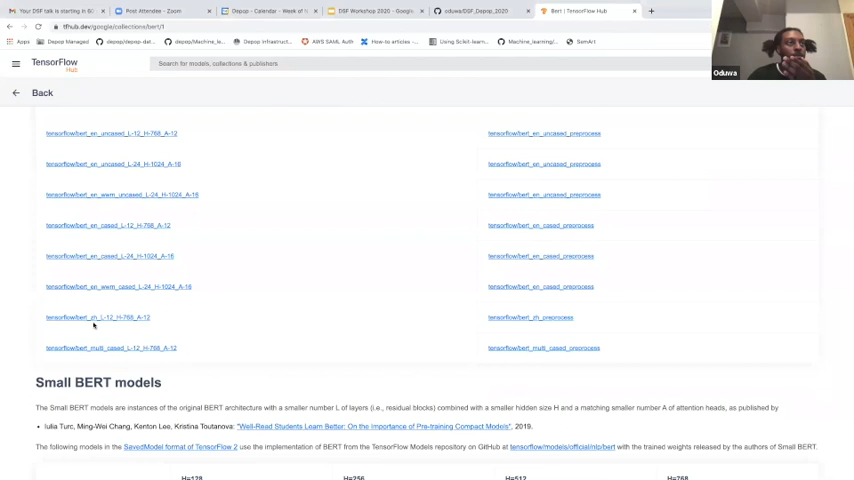 Your DSF talk is starting in 60
Post Attendee - Zoom
Depop - Calendar - Week of
DSF Workshop 2020 - Google
oduwa/DSF_Depop_2020
Bert | TensorFlow Hub
tfhub.dev/google/collections/bert/1
Apps
Depop Managed
depop/depop-dat...
depop/Machine_le...
Depop Infrastruct...
AWS SAML Auth
How-to articles -...
Using Scikit-learn...
Machine_learning/...
SemArt
Oduwa
TensorFlow
Hub
Search for models, collections & publishers
Back
tensorflow/bert_en_uncased_L-12_H-768_A-12
tensorflow/bert_en_uncased_preprocess
tensorflow/bert_en_uncased_L-24_H-1024_A-16
tensorflow/bert_en_uncased_preprocess
tensorflow/bert_en_wwm_uncased_L-24_H-1024_A-16
tensorflow/bert_en_uncased_preprocess
tensorflow/bert_en_cased_L-12_H-768_A-12
tensorflow/bert_en_cased_preprocess
tensorflow/bert_en_cased_L-24_H-1024_A-16
tensorflow/bert_en_cased_preprocess
tensorflow/bert_en_wwm_cased_L-24_H-1024_A-16
tensorflow/bert_en_cased_preprocess
tensorflow/bert_zh_L-12_H-768_A-12
tensorflow/bert_zh_preprocess
tensorflow/bert_multi_cased_L-12_H-768_A-12
tensorflow/bert_multi_cased_preprocess
Small BERT models
The Small BERT models are instances of the original BERT architecture with a smaller number L of layers (i.e., residual blocks) combined with a smaller hidden size H and a matching smaller number A of attention heads, as published by
• Iulia Turc, Ming-Wei Chang, Kenton Lee, Kristina Toutanova: "Well-Read Students Learn Better: On the Importance of Pre-training Compact Models", 2019.
The following models in the SavedModel format of TensorFlow 2 use the implementation of BERT from the TensorFlow Models repository on GitHub at tensorflow/models/official/nlp/bert with the trained weights released by the authors of Small BERT.
H=128
H=256
H=512
H=768